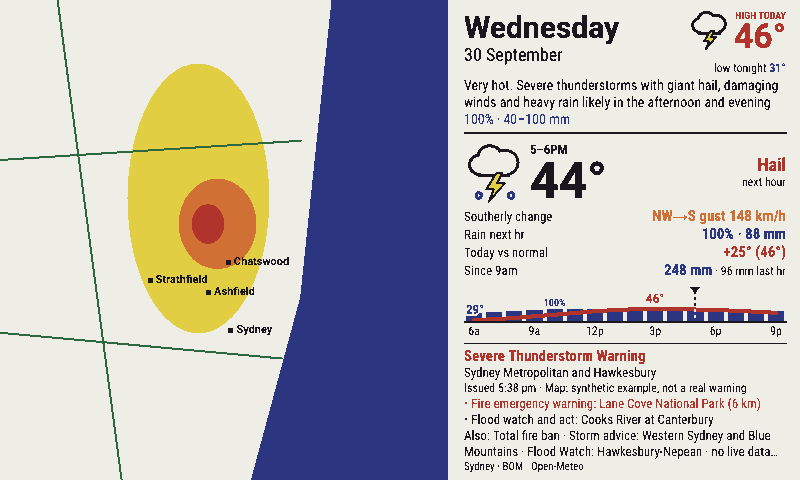 Wednesday
30 September
HIGH TODAY
46°
low tonight 31°
Very hot. Severe thunderstorms with giant hail, damaging
winds and heavy rain likely in the afternoon and evening
100% · 40–100 mm
5–6PM
44°
Hail
next hour
Southerly change NW→S gust 148 km/h
Rain next hr 100% · 88 mm
Today vs normal +25° (46°)
Since 9am 248 mm · 96 mm last hr
29° 100% 46°
6a 9a 12p 3p 6p 9p
Severe Thunderstorm Warning
Sydney Metropolitan and Hawkesbury
Issued 5:38 pm · Map: synthetic example, not a real warning
· Fire emergency warning: Lane Cove National Park (6 km)
· Flood watch and act: Cooks River at Canterbury
Also: Total fire ban · Storm advice: Western Sydney and Blue
Mountains · Flood Watch: Hawkesbury-Nepean · no live data…
Sydney · BOM Open-Meteo
Chatswood
Strathfield
Ashfield
Sydney